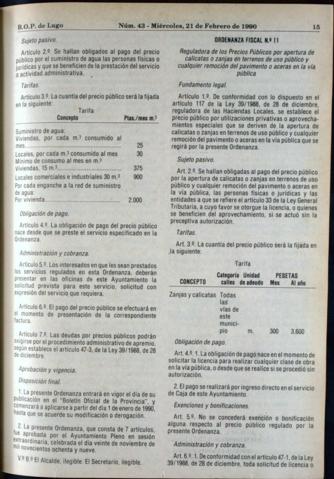 B.O.P. de Lugo
Núm. 43 - Miércoles, 21 de Febrero de 1990
15
Sujeto pasivo.
Artículo 2.º Se hallan obligados al pago del precio
público por el suministro de agua las personas físicas o
jurídicas y que se beneficien de la prestación del servicio
o actividad administrativa.
Tarifas.
Artículo 3.º La cuantía del precio público será la fijada
en la siguiente:
Tarifa
Concepto Ptas./mes m.³
Suministro de agua:
Viviendas, por cada m.³ consumido al
mes 25
Locales, por cada m.³ consumido al mes 30
Mínimo de consumo al mes en m.³
Viviendas, 15 m.³ 375
Locales comerciales e industriales 30 m.³ 900
Por cada enganche a la red de suministro
de agua:
Por vivienda 2.000
Obligación de pago.
Artículo 4.º La obligación de pago del precio público
nace desde que se preste el servicio especificado en la
Ordenanza.
Administración y cobranza.
Artículo 5.º Los interesados en que les sean prestados
los servicios regulados en esta Ordenanza, deberán
presentar en las oficinas de este Ayuntamiento la
solicitud prevista para este servicio, solicitud con
expresión del servicio que requiera.
Artículo 6.º El pago del precio público se efectuará en
el momento de presentación de la correspondiente
factura.
Artículo 7.º Las deudas por precios públicos podrán
exigirse por el procedimiento administrativo de apremio,
según establece el artículo 47-3, de la Ley 39/1988, de 28
de diciembre.
Aprobación y vigencia.
Disposición final.
1. La presente Ordenanza entrará en vigor el día de su
publicación en el "Boletín Oficial de la Provincia", y
comenzará a aplicarse a partir del día 1 de enero de 1990,
hasta que se acuerde su modificación o derogación.
2. La presente Ordenanza, que consta de 7 artículos,
fue aprobada por el Ayuntamiento Pleno en sesión
extraordinaria, celebrada el día veinte de noviembre de
mil novecientos ochenta y nueve.
V.º B.º El Alcalde, ilegible. El Secretario, ilegible.
ORDENANZA FISCAL N.º 11
Reguladora de los Precios Públicos por apertura de
calicatas o zanjas en terrenos de uso público y
cualquier remoción del pavimento o aceras en la vía
pública
Fundamento legal.
Artículo 1.º De conformidad con lo dispuesto en el
artículo 117 de la Ley 39/1988, de 28 de diciembre,
reguladora de las Haciendas Locales, se establece el
precio público por utilizaciones privativas o aprovecha-
mientos especiales que se deriven de la apertura de
calicatas o zanjas en terrenos de uso público y cualquier
remoción del pavimento o aceras en la vía pública que se
regirá por la presente Ordenanza.
Sujeto pasivo.
Art. 2.º Se hallan obligadas al pago del precio público
por la apertura de calicatas o zanjas en terrenos de uso
público y cualquier remoción del pavimento o aceras en
la vía pública, las personas físicas y jurídicas y las
entidades a que se refiere el artículo 33 de la Ley General
Tributaria, a cuyo favor se otorgue la licencia, o quienes
se beneficien del aprovechamiento, si se actuó sin la
preceptiva autorización.
Tarifas.
Art. 3.º La cuantía del precio público será la fijada en
la siguiente:
Tarifa
Categoría Unidad PESETAS
CONCEPTO calles de adeudo Mes Al año
Zanjas y calicatas Todas
las
vías de
este
munici-
pio m. 300 3.600
Obligación de pago.
Art. 4.º 1. La obligación de pago nace en el momento de
solicitar la licencia para realizar cualquier clase de obra
en la vía pública, o desde que se realice si se procedió sin
autorización.
2. El pago se realizará por ingreso directo en el servicio
de Caja de este Ayuntamiento.
Exenciones y bonificaciones.
Art. 5.º No se concederá exención o bonificación
alguna respecto al precio público regulado por la
presente Ordenanza.
Administración y cobranza.
Art. 6.º 1. De conformidad con el artículo 47-1, de la Ley
39/1988, de 28 de diciembre, toda solicitud de licencia o